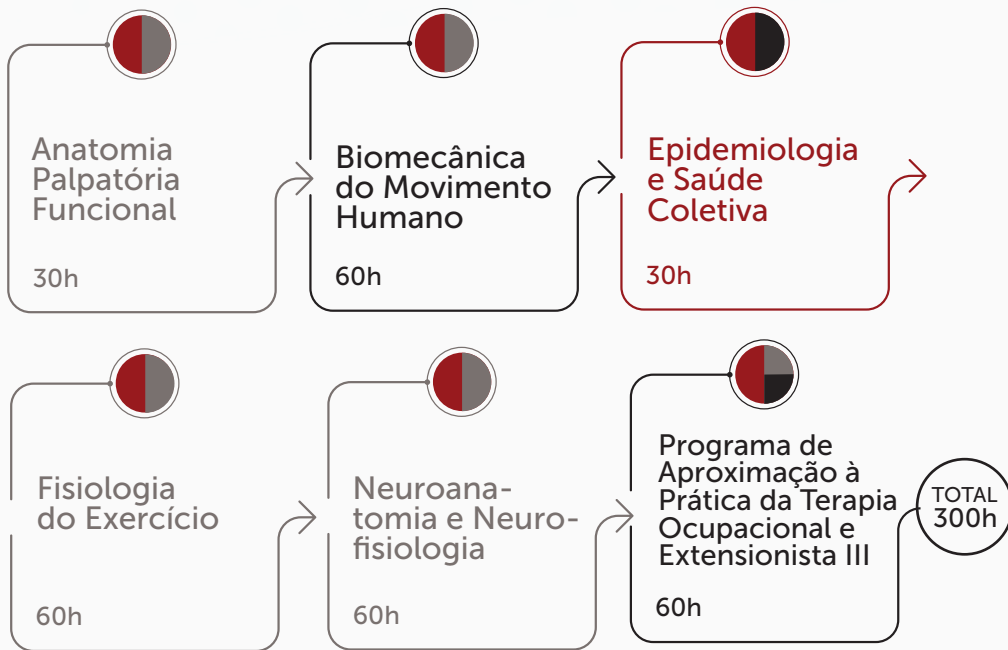 Anatomia
Palpatória
Funcional
30h
Biomecânica
do Movimento
Humano
60h
Epidemiologia
e Saúde
Coletiva
30h
Fisiologia
do Exercício
60h
Neuroana-
tomia e Neuro-
fisiologia
60h
Programa de
Aproximação à
Prática da Terapia
Ocupacional e
Extensionista III
60h
TOTAL
300h